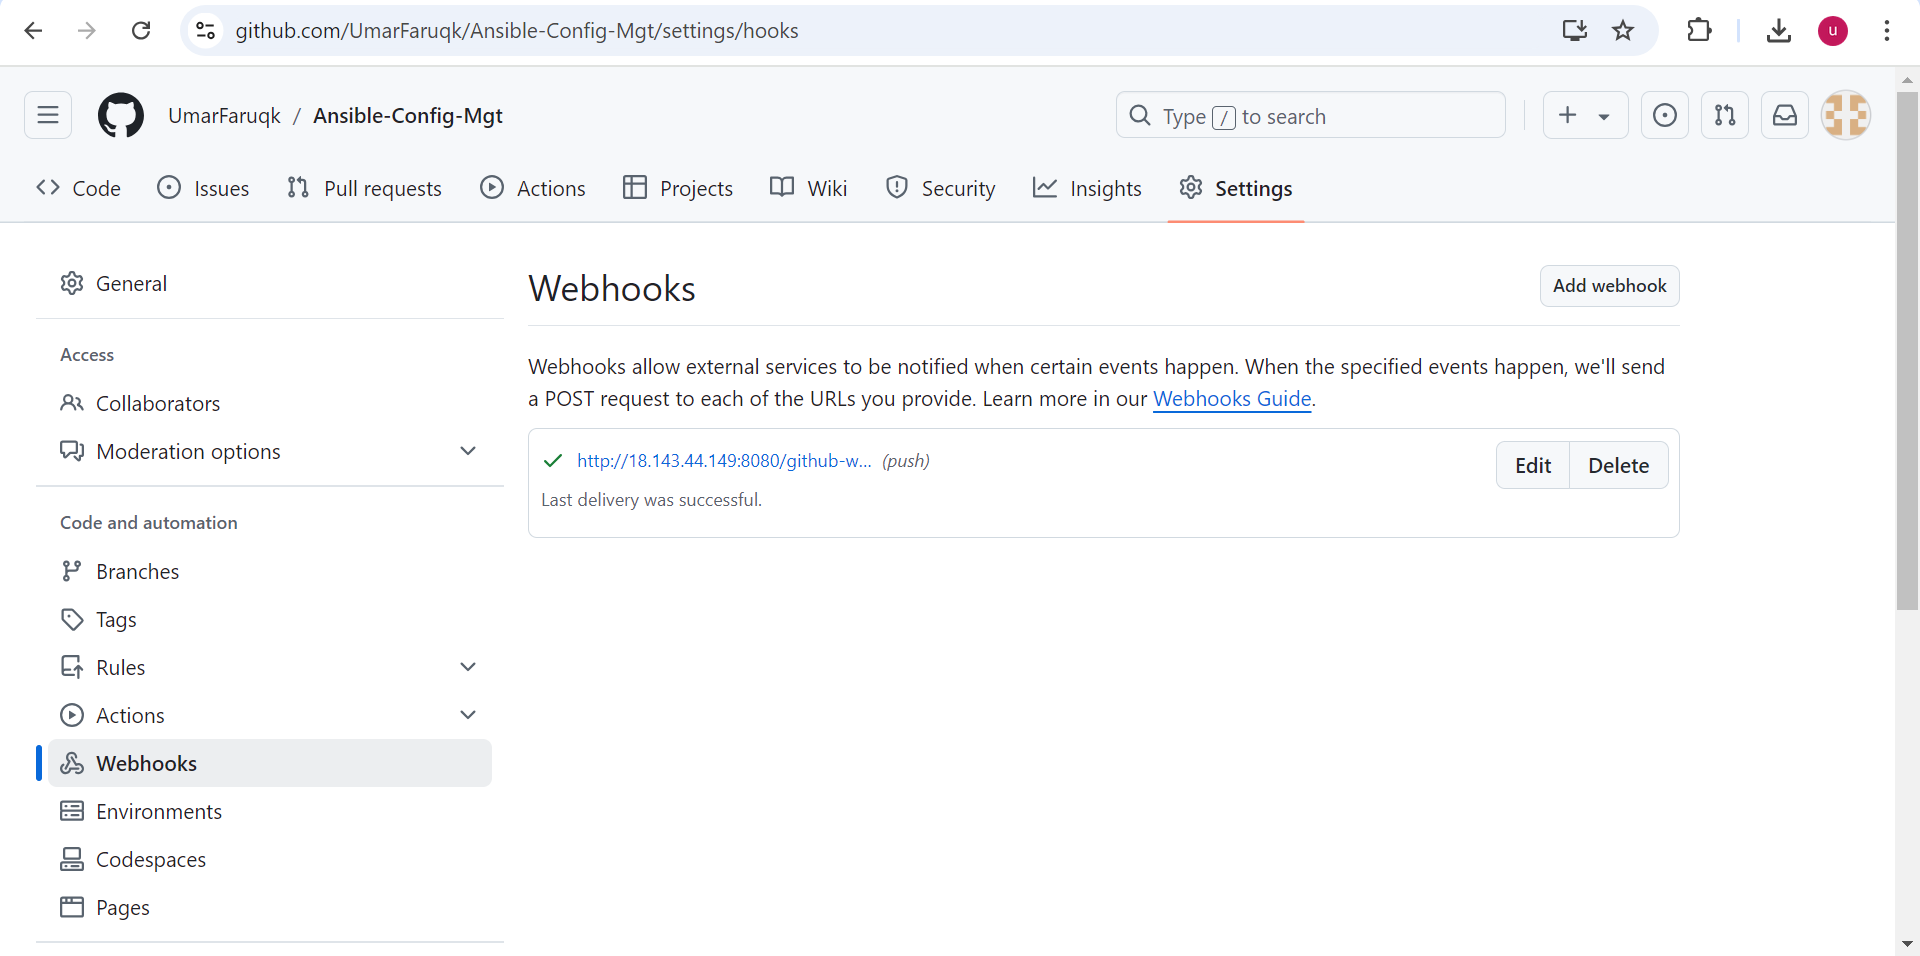 github.com/UmarFaruqk/Ansible-Config-Mgt/settings/hooks
u
UmarFaruqk / Ansible-Config-Mgt
Type / to search
Code
Issues
Pull requests
Actions
Projects
Wiki
Security
Insights
Settings
General
Access
Collaborators
Moderation options
Code and automation
Branches
Tags
Rules
Actions
Webhooks
Environments
Codespaces
Pages
Webhooks
Add webhook
Webhooks allow external services to be notified when certain events happen. When the specified events happen, we'll send
a POST request to each of the URLs you provide. Learn more in our Webhooks Guide.
http://18.143.44.149:8080/github-w... (push)
Edit
Delete
Last delivery was successful.